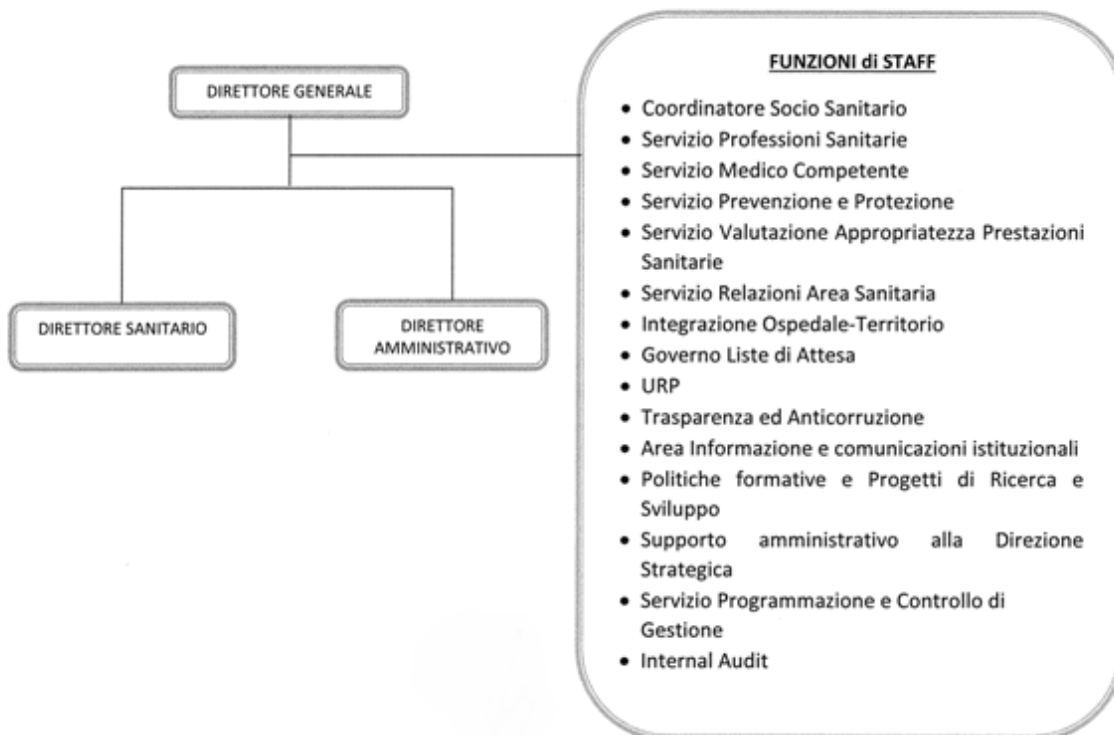 DIRETTORE GENERALE
DIRETTORE SANITARIO
DIRETTORE
AMMINISTRATIVO
FUNZIONI di STAFF
• Coordinatore Socio Sanitario
• Servizio Professioni Sanitarie
• Servizio Medico Competente
• Servizio Prevenzione e Protezione
• Servizio Valutazione Appropriatezza Prestazioni
Sanitarie
• Servizio Relazioni Area Sanitaria
• Integrazione Ospedale-Territorio
• Governo Liste di Attesa
• URP
• Trasparenza ed Anticorruzione
• Area Informazione e comunicazioni istituzionali
• Politiche formative e Progetti di Ricerca e
Sviluppo
• Supporto amministrativo alla Direzione
Strategica
• Servizio Programmazione e Controllo di
Gestione
• Internal Audit